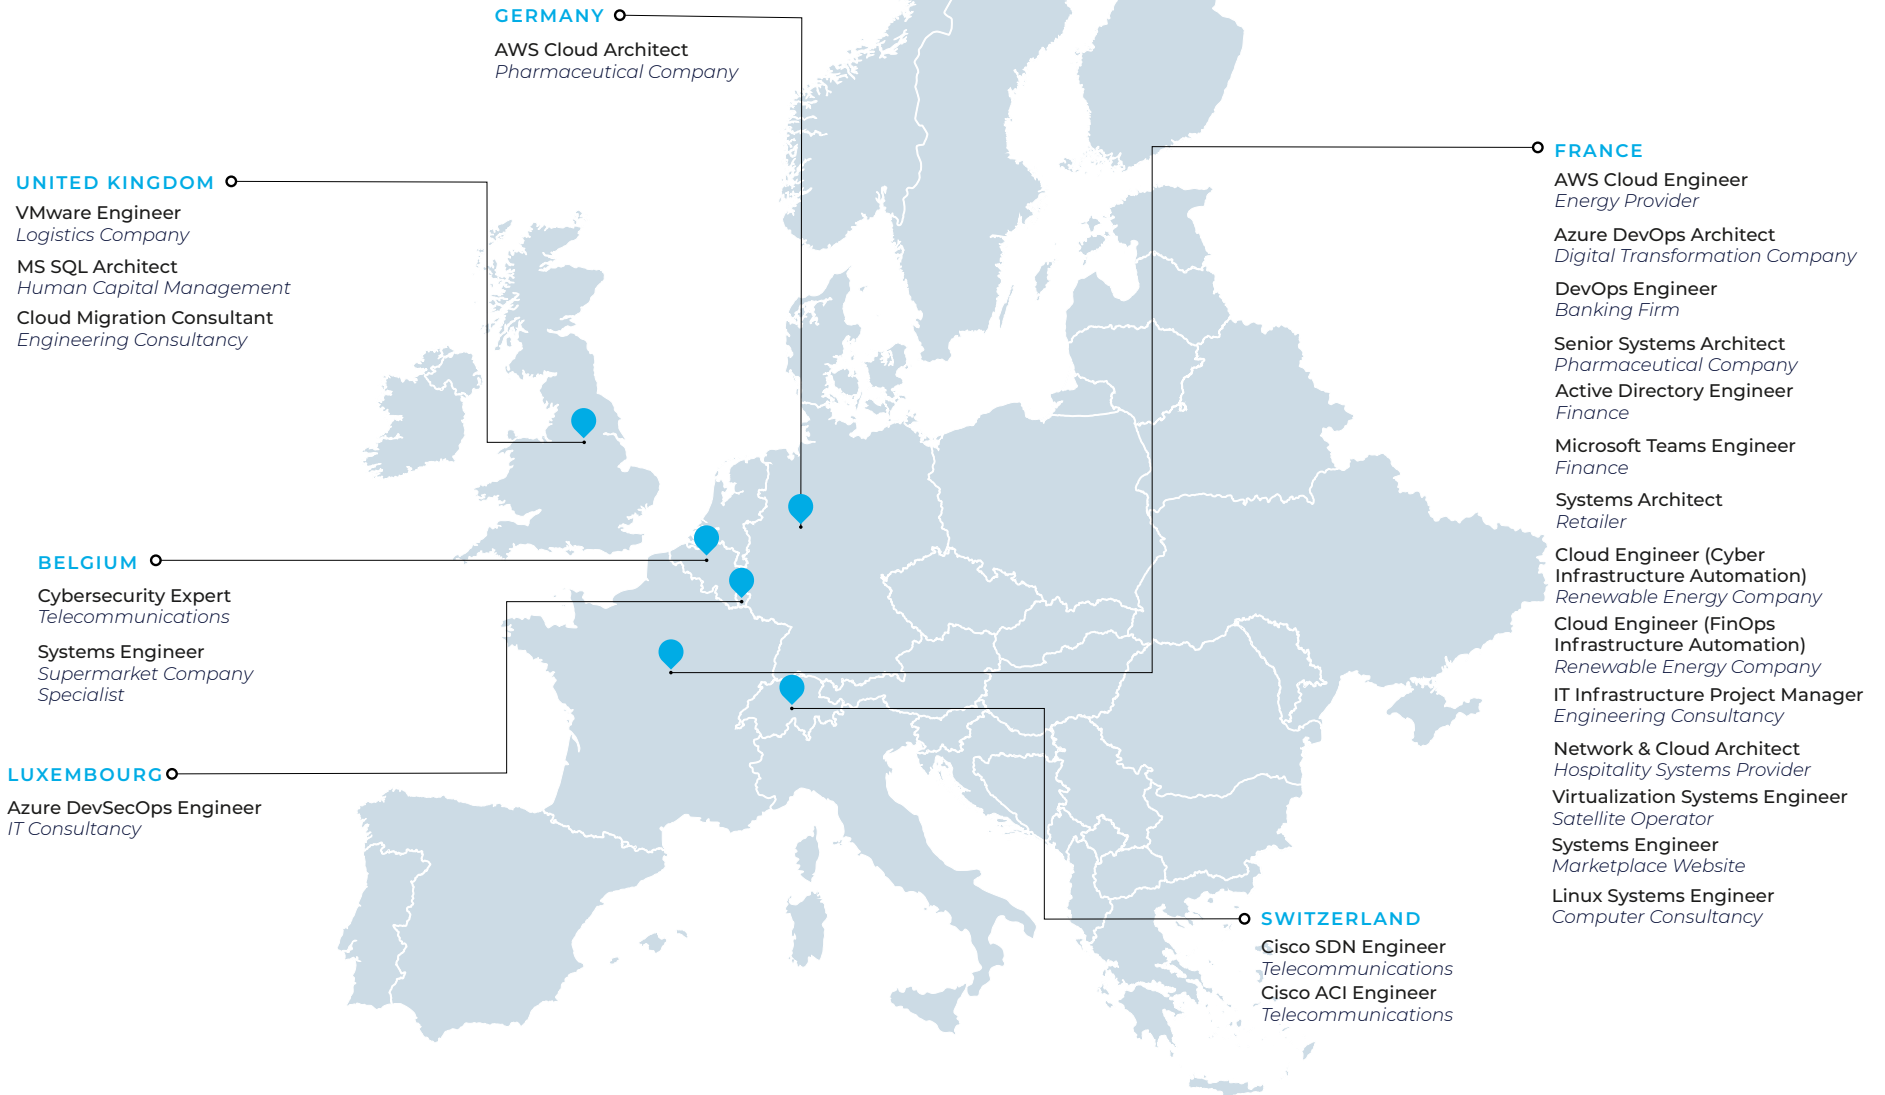 GERMANY
AWS Cloud Architect
Pharmaceutical Company
UNITED KINGDOM
VMware Engineer
Logistics Company
MS SQL Architect
Human Capital Management
Cloud Migration Consultant
Engineering Consultancy
BELGIUM
Cybersecurity Expert
Telecommunications
Systems Engineer
Supermarket Company
Specialist
LUXEMBOURG
Azure DevSecOps Engineer
IT Consultancy
FRANCE
AWS Cloud Engineer
Energy Provider
Azure DevOps Architect
Digital Transformation Company
DevOps Engineer
Banking Firm
Senior Systems Architect
Pharmaceutical Company
Active Directory Engineer
Finance
Microsoft Teams Engineer
Finance
Systems Architect
Retailer
Cloud Engineer (Cyber
Infrastructure Automation)
Renewable Energy Company
Cloud Engineer (FinOps
Infrastructure Automation)
Renewable Energy Company
IT Infrastructure Project Manager
Engineering Consultancy
Network & Cloud Architect
Hospitality Systems Provider
Virtualization Systems Engineer
Satellite Operator
Systems Engineer
Marketplace Website
Linux Systems Engineer
Computer Consultancy
SWITZERLAND
Cisco SDN Engineer
Telecommunications
Cisco ACI Engineer
Telecommunications